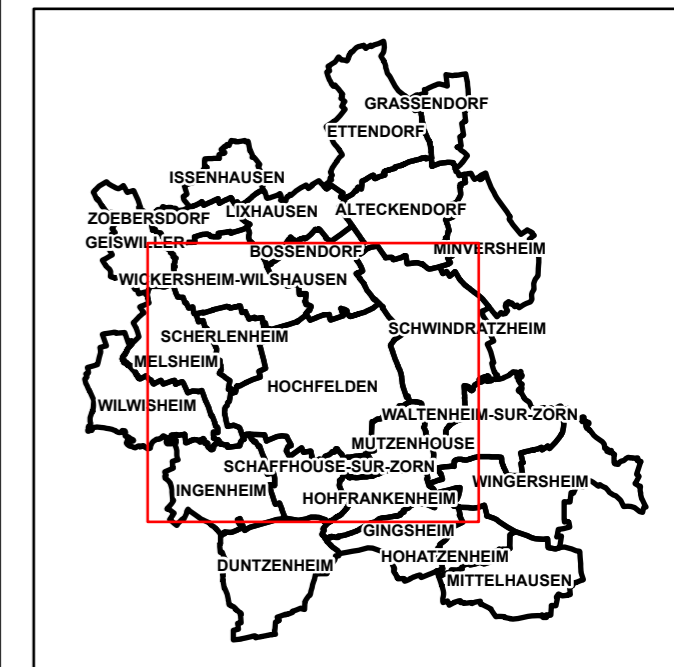 GRASSENDORF
ETTENDORF
ISSENHAUSEN
ZOEBERSDORF
LIXHAUSEN
ALTECKENDORF
GEISWILLER
BOSSENDORF
MINVERSHEIM
WICKERSHEIM-WILSHAUSEN
SCHWINDRATZHEIM
SCHERLENHEIM
MELSHEIM
HOCHFELDEN
WILWISHEIM
WALTENHEIM-SUR-ZORN
MUTZENHOUSE
SCHAFFHOUSE-SUR-ZORN
WINGERSHEIM
INGENHEIM
HOHFRANKENHEIM
GINGSHEIM
HOHATZENHEIM
DUNTZENHEIM
MITTELHAUSEN